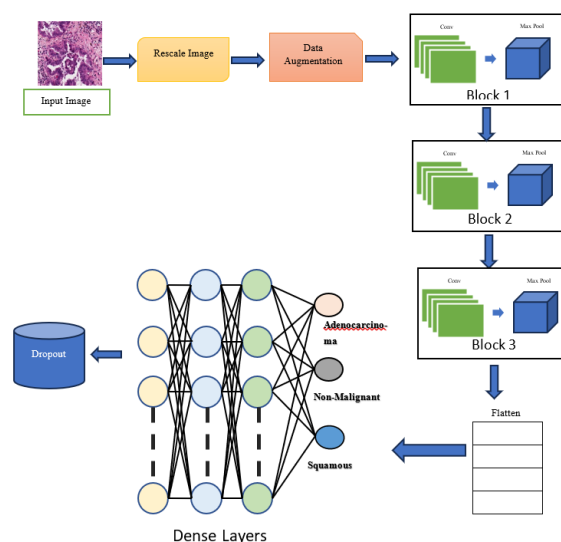 Input Image
Rescale Image
Data
Augmentation
Conv
Max Pool
Block 1
Conv
Max Pool
Block 2
Conv
Max Pool
Block 3
Flatten
Adenocarcino-
ma
Non-Malignant
Squamous
Dense Layers
Dropout